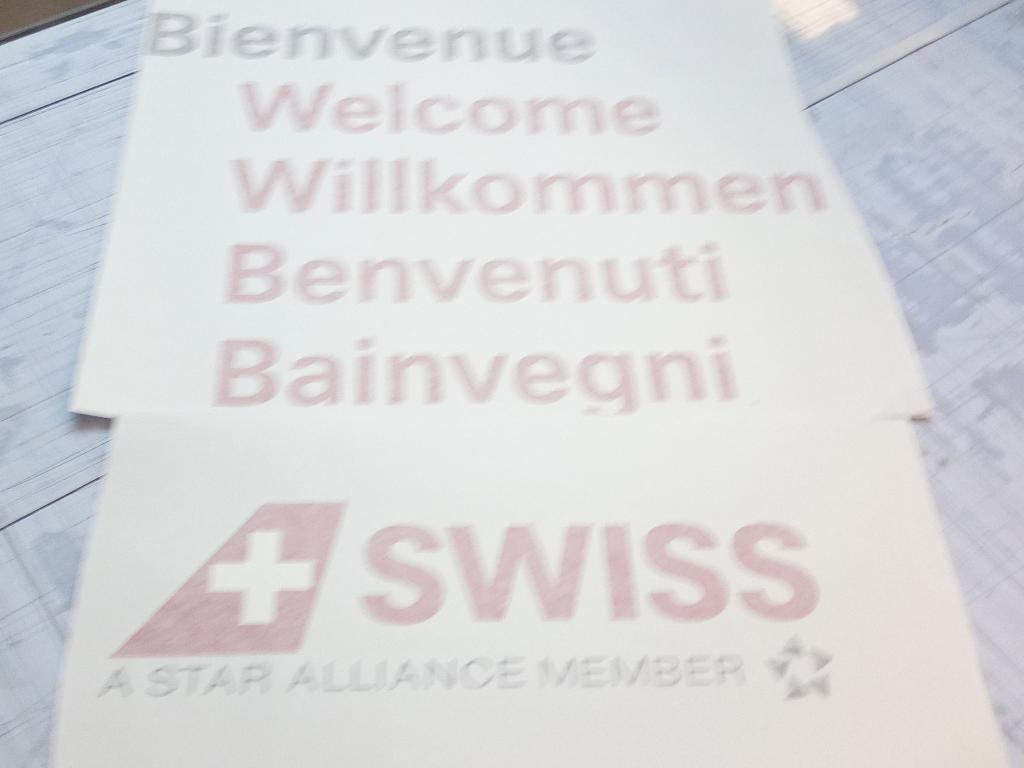 Bienvenue
Welcome
Willkommen
Benvenuti
Bainvegni
SWISS
A STAR ALLIANCE MEMBER